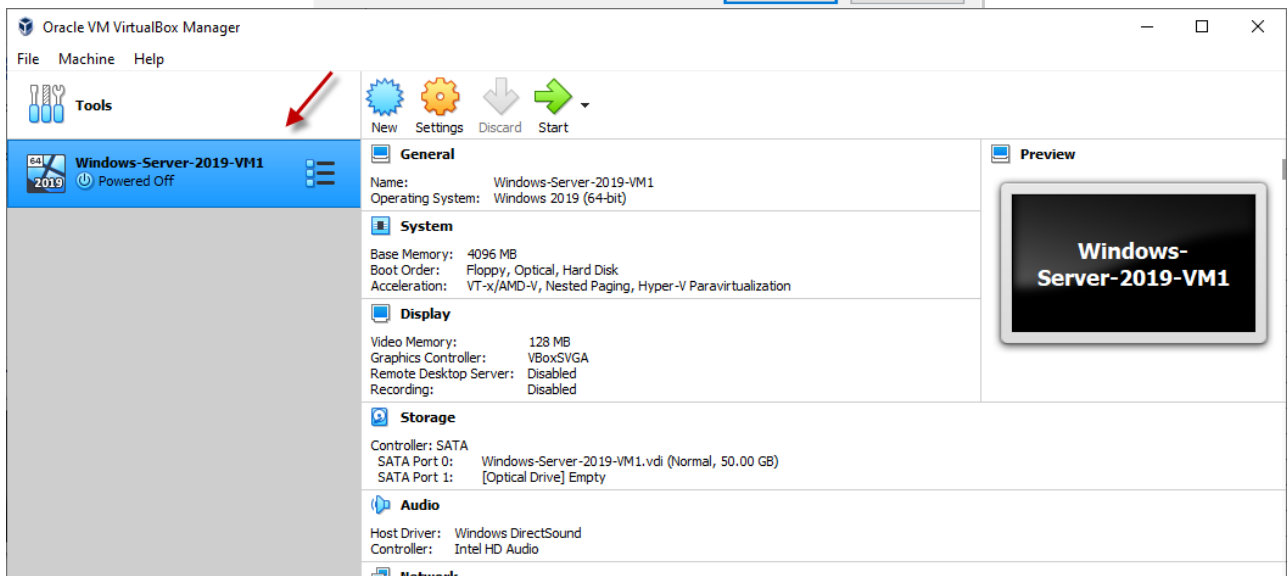 Oracle VM VirtualBox Manager
File Machine Help
Tools
New Settings Discard Start
64
2019
Windows-Server-2019-VM1
Powered Off
General
Name: Windows-Server-2019-VM1
Operating System: Windows 2019 (64-bit)
System
Base Memory: 4096 MB
Boot Order: Floppy, Optical, Hard Disk
Acceleration: VT-x/AMD-V, Nested Paging, Hyper-V Paravirtualization
Display
Video Memory: 128 MB
Graphics Controller: VBoxSVGA
Remote Desktop Server: Disabled
Recording: Disabled
Storage
Controller: SATA
SATA Port 0: Windows-Server-2019-VM1.vdi (Normal, 50.00 GB)
SATA Port 1: [Optical Drive] Empty
Audio
Host Driver: Windows DirectSound
Controller: Intel HD Audio
Network
Preview
Windows-
Server-2019-VM1